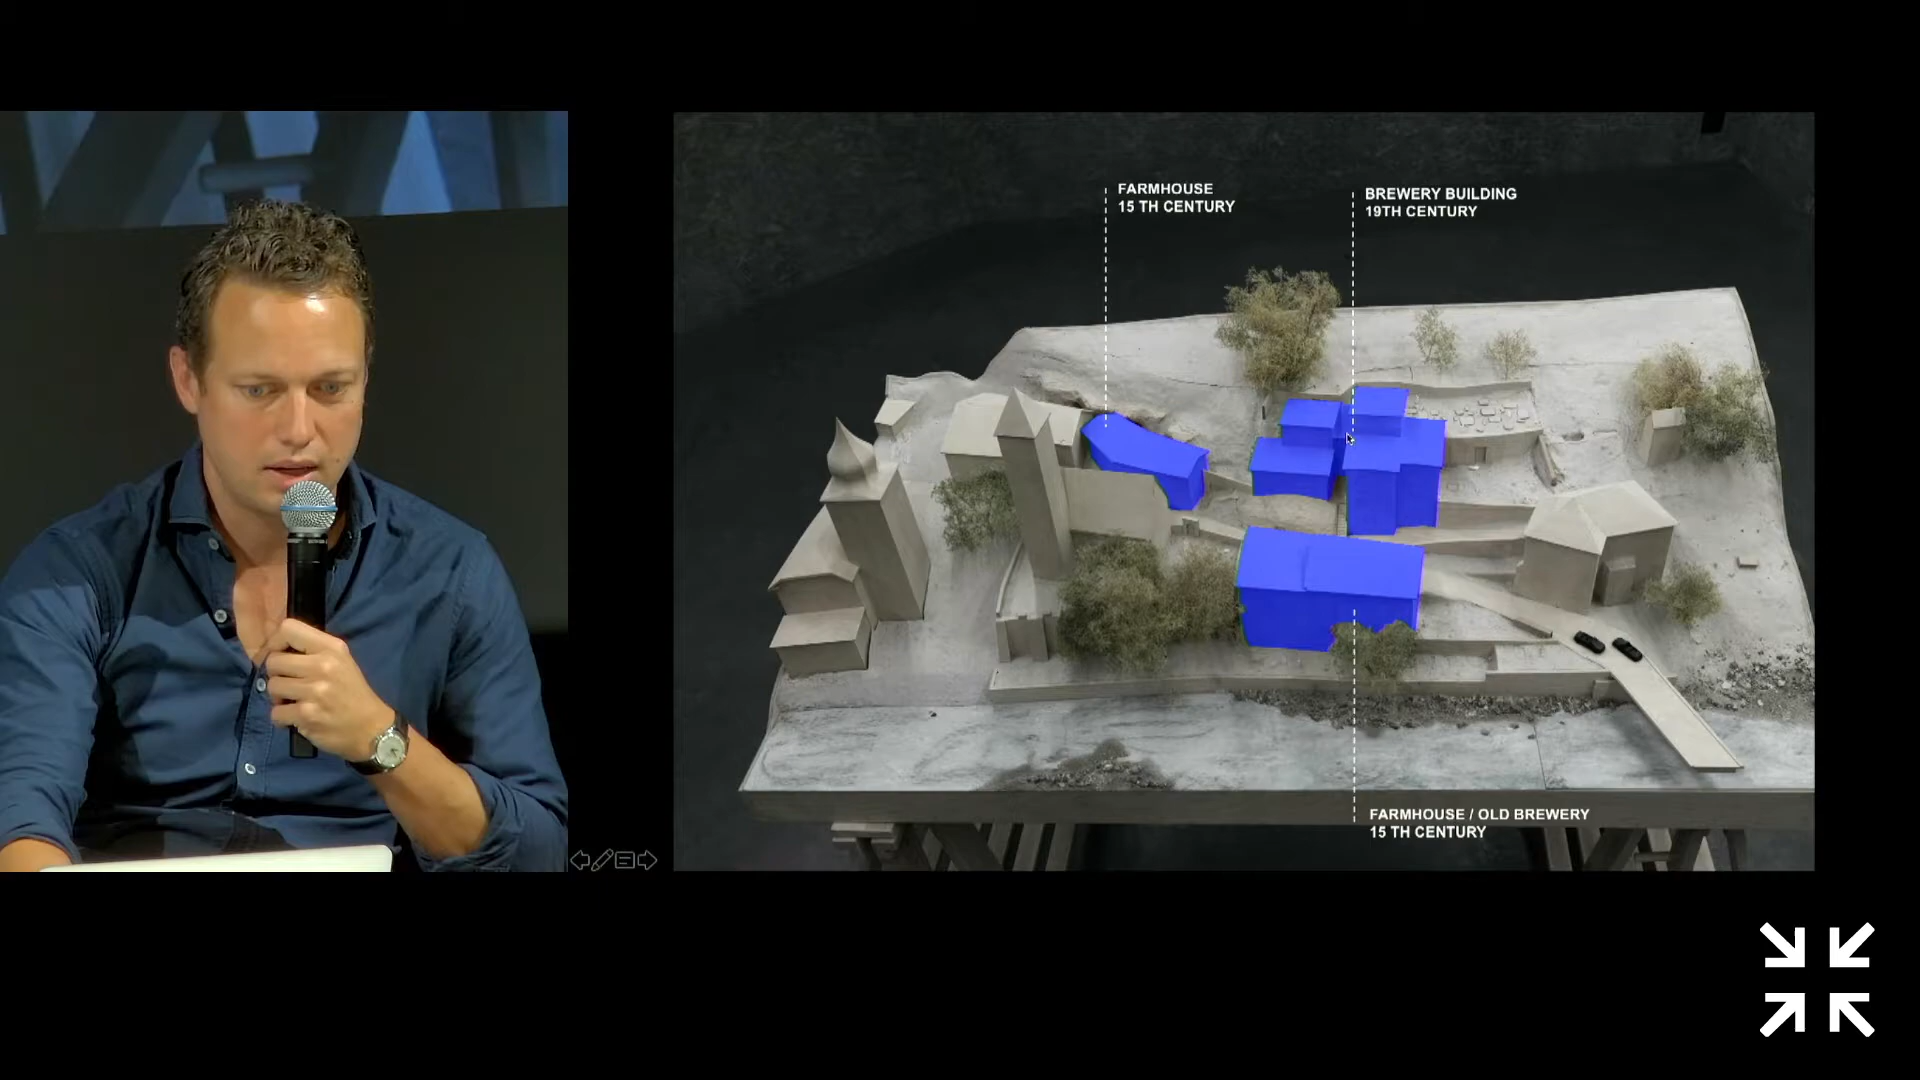 FARMHOUSE
15 TH CENTURY
BREWERY BUILDING
19TH CENTURY
FARMHOUSE / OLD BREWERY
15 TH CENTURY